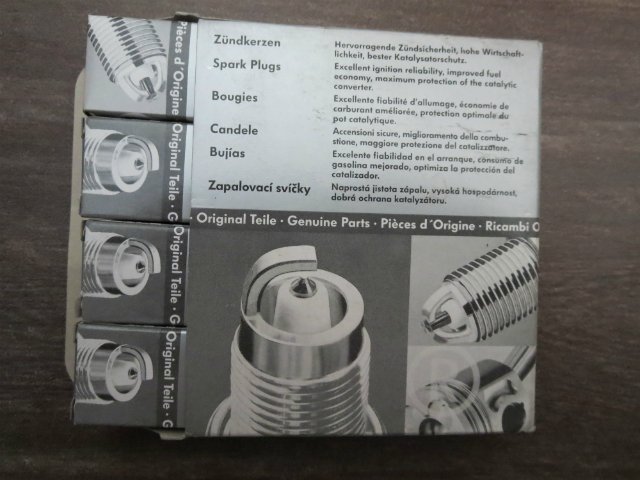 Zündkerzen
Hervorragende Zündsicherheit, hohe Wirtschaft-
lichkeit, bester Katalysatorschutz.
Spark Plugs
Excellent ignition reliability, improved fuel
economy, maximum protection of the catalytic
converter.
Bougies
Excellente fiabilité d'allumage, économie de
carburant améliorée, protection optimale du
pot catalytique.
Candele
Accensioni sicure, miglioramento della combu-
stione, maggiore protezione del catalizzatore.
Bujías
Excelente fiabilidad en el arranque, consumo de
gasolina mejorado, optimiza la protección del
catalizador.
Zapalovací svíčky
Naprostá jistota zápalu, vysoká hospodárnost,
dobrá ochrana katalyzátoru.
· Original Teile · Genuine Parts · Pièces d'Origine · Ricambi O
Pièces d'Origine
Original Teile · G
Original Teile · G
Original Teile · G